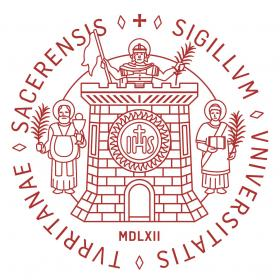 SIGILLVM ◊ VNIVERSITATIS ◊ TVRRITANAE ◊ SACERENSIS ◊
IHS
MDLXII